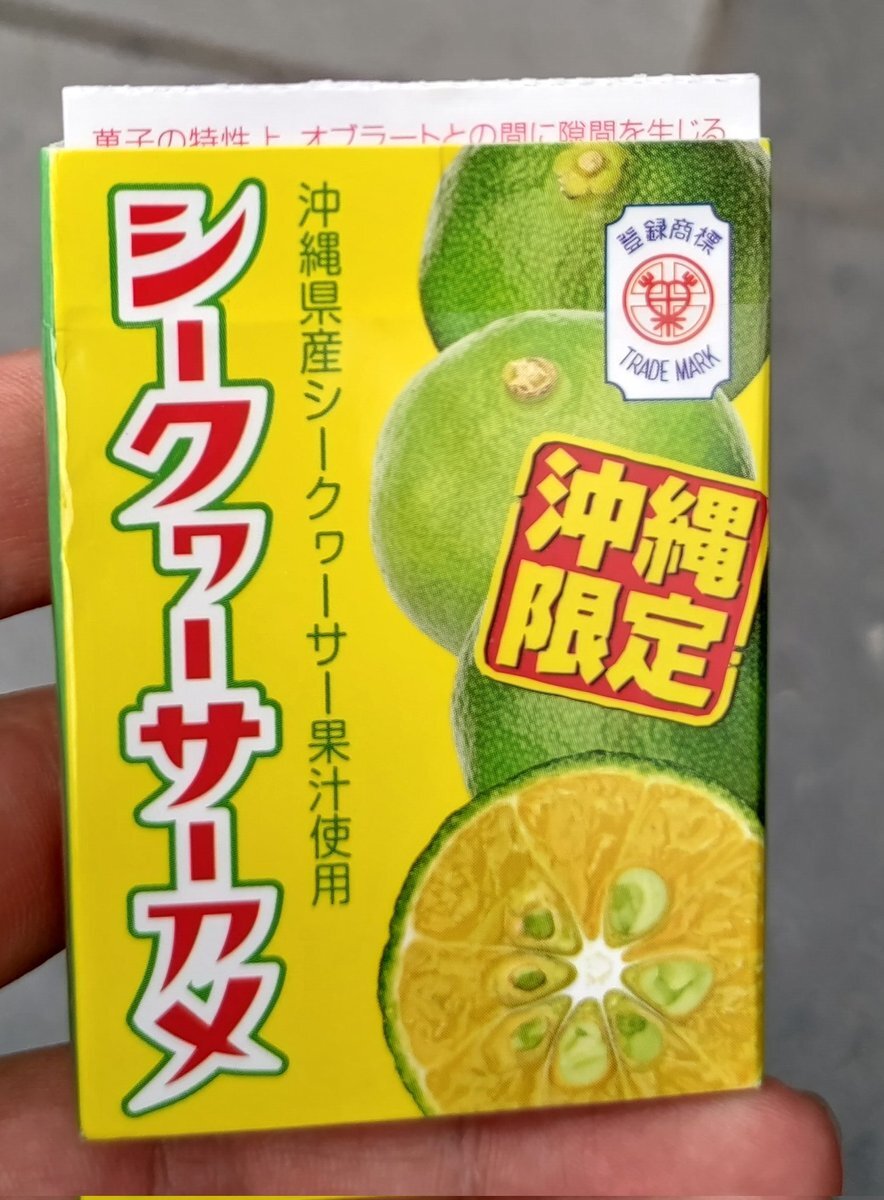 菓子の特性上、オブラートとの間に隙間を生じる
シークヮーサーアメ
沖縄県産シークヮーサー果汁使用
登録商標
TRADE MARK
沖縄
限定